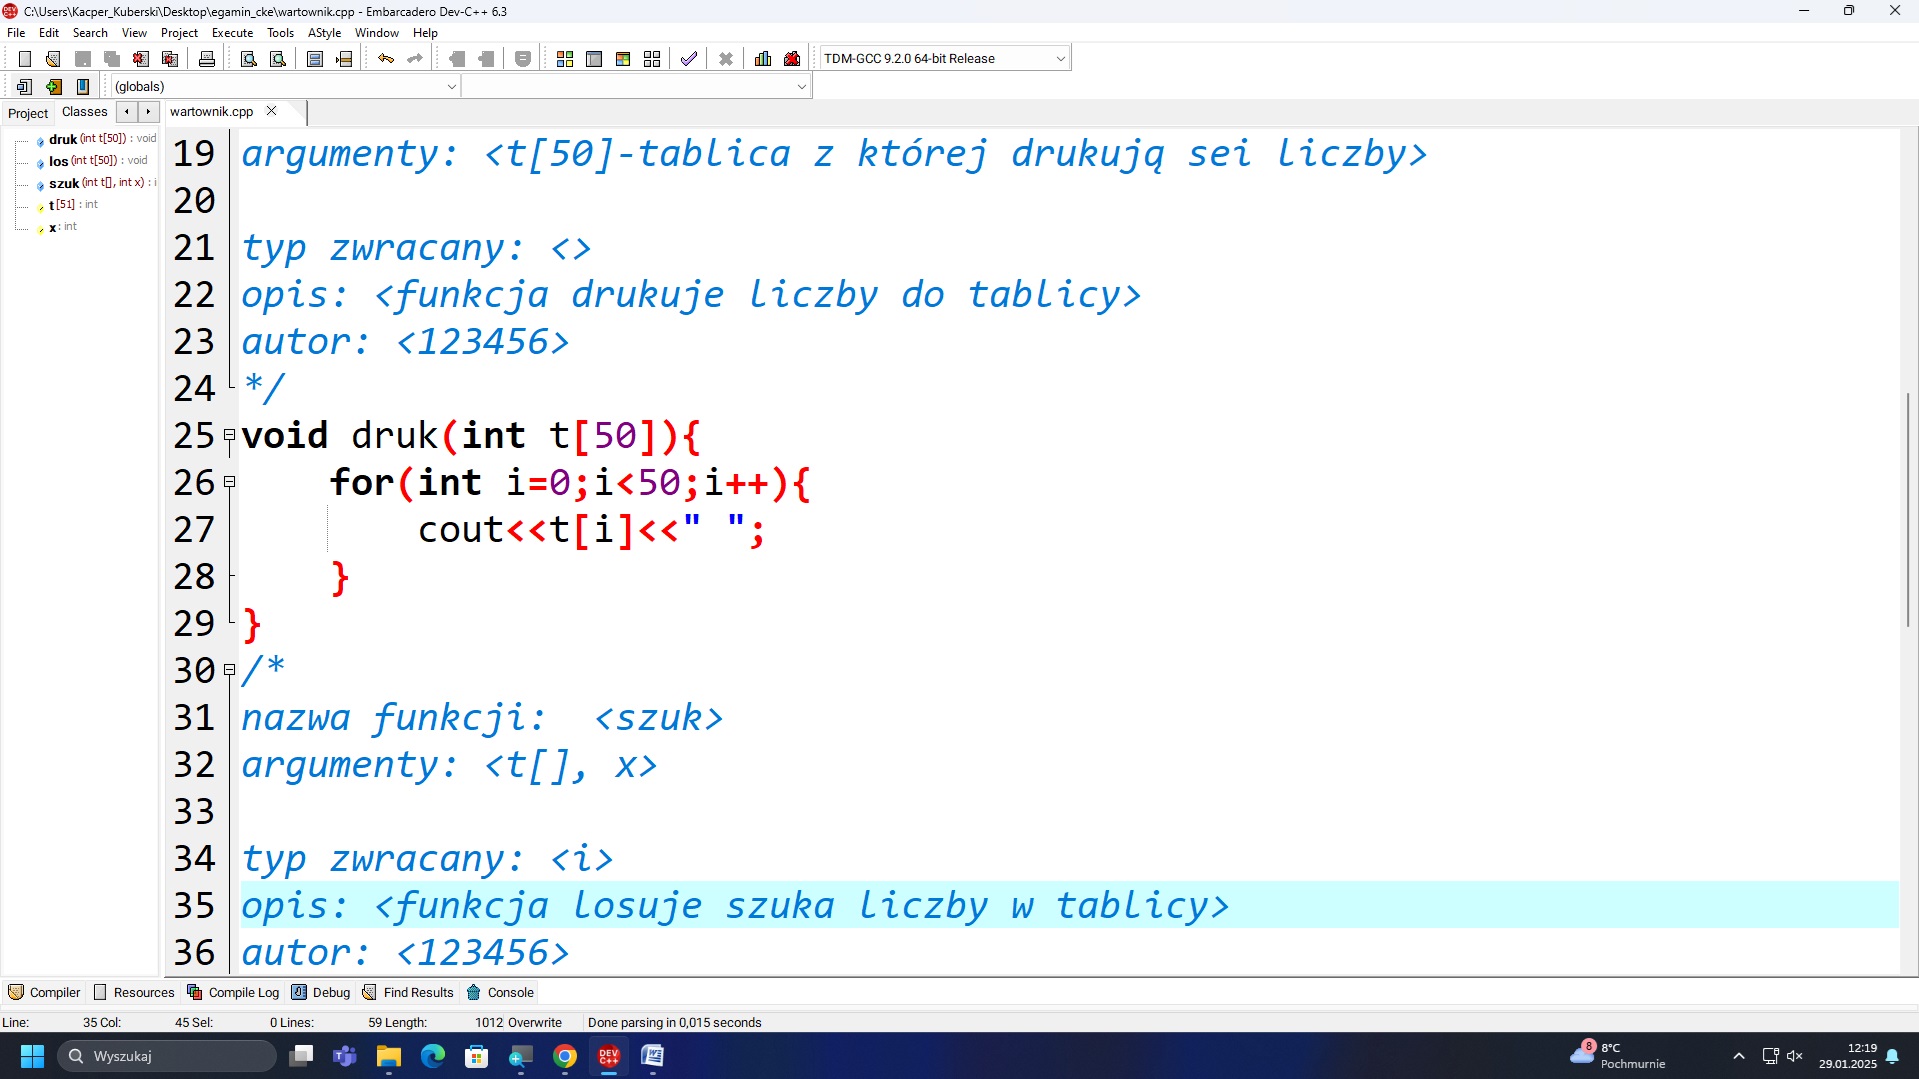 C:\Users\Kacper_Kuberski\Desktop\egamin_cke\wartownik.cpp - Embarcadero Dev-C++ 6.3
File Edit Search View Project Execute Tools AStyle Window Help
TDM-GCC 9.2.0 64-bit Release
(globals)
Project Classes wartownik.cpp
druk (int t[50]) : void
los (int t[50]) : void
szuk (int t[], int x) : i
t [51] : int
x : int
19 argumenty: <t[50]-tablica z której drukują sei liczby>
20
21 typ zwracany: <>
22 opis: <funkcja drukuje liczby do tablicy>
23 autor: <123456>
24 */
25 void druk(int t[50]){
26 for(int i=0;i<50;i++){
27 cout<<t[i]<<" ";
28 }
29 }
30 /*
31 nazwa funkcji:  <szuk>
32 argumenty: <t[], x>
33
34 typ zwracany: <i>
35 opis: <funkcja losuje szuka liczby w tablicy>
36 autor: <123456>
Compiler Resources Compile Log Debug Find Results Console
Line: 35 Col: 45 Sel: 0 Lines: 59 Length: 1012 Overwrite Done parsing in 0,015 seconds
Wyszukaj
DEV C++
8
8°C
Pochmurnie
12:19
29.01.2025